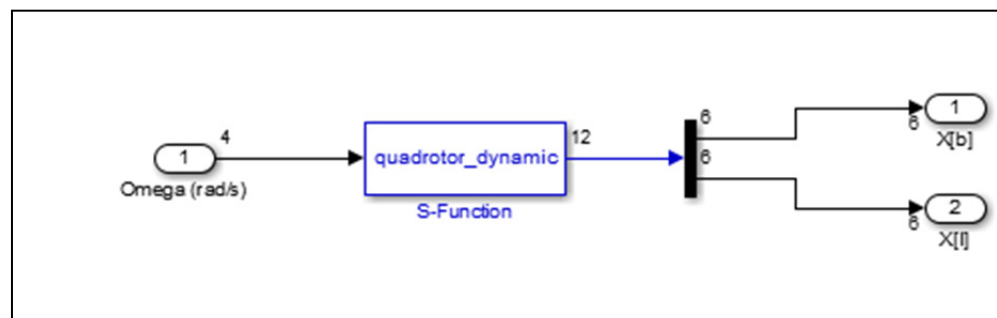 1
Omega (rad/s)
4
quadrotor_dynamic
S-Function
12
6
6
1
6
X[b]
2
6
X[l]